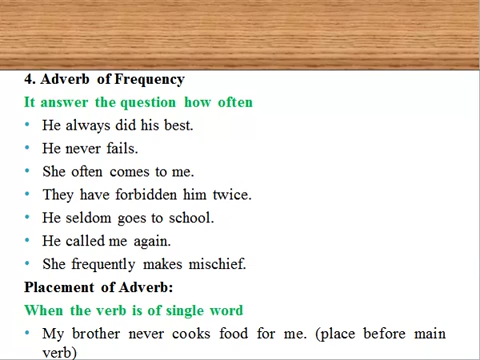 4. Adverb of Frequency
It answer the question how often
• He always did his best.
• He never fails.
• She often comes to me.
• They have forbidden him twice.
• He seldom goes to school.
• He called me again.
• She frequently makes mischief.
Placement of Adverb:
When the verb is of single word
• My brother never cooks food for me. (place before main
verb)